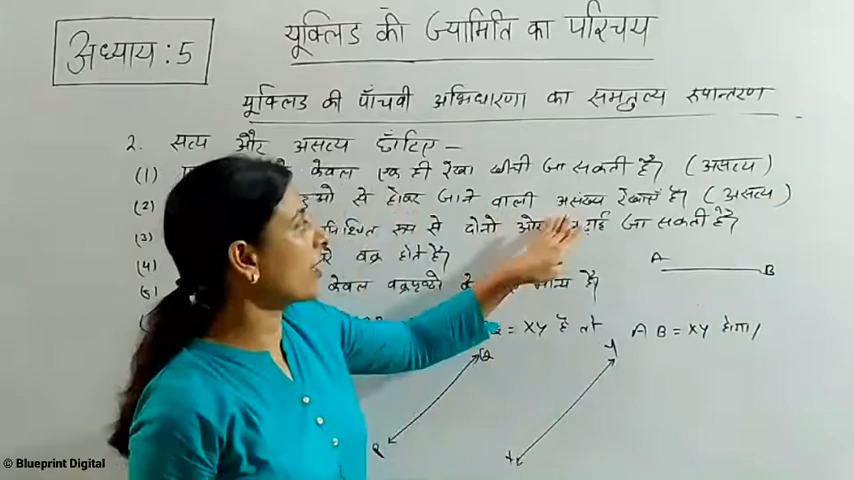 अध्याय : 5
यूक्लिड की ज्यामिति का परिचय
यूक्लिड की पाँचवी अभिधारणा का समतुल्य रूपान्तरण
2. सत्य और असत्य छाँटिए -
(1) केवल एक ही रेखा खींची जा सकती है। (असत्य)
(2) से होकर जाने वाली असंख्य रेखाएं है। (असत्य)
(3) रूप से दोनो ओर जा सकती है।
(4) वक्र होते है।
(5) केवल वक्रपृष्ठो के मान्य है।
= XY है तो AB = XY होगा।
A B
Q Y
P X
© Blueprint Digital